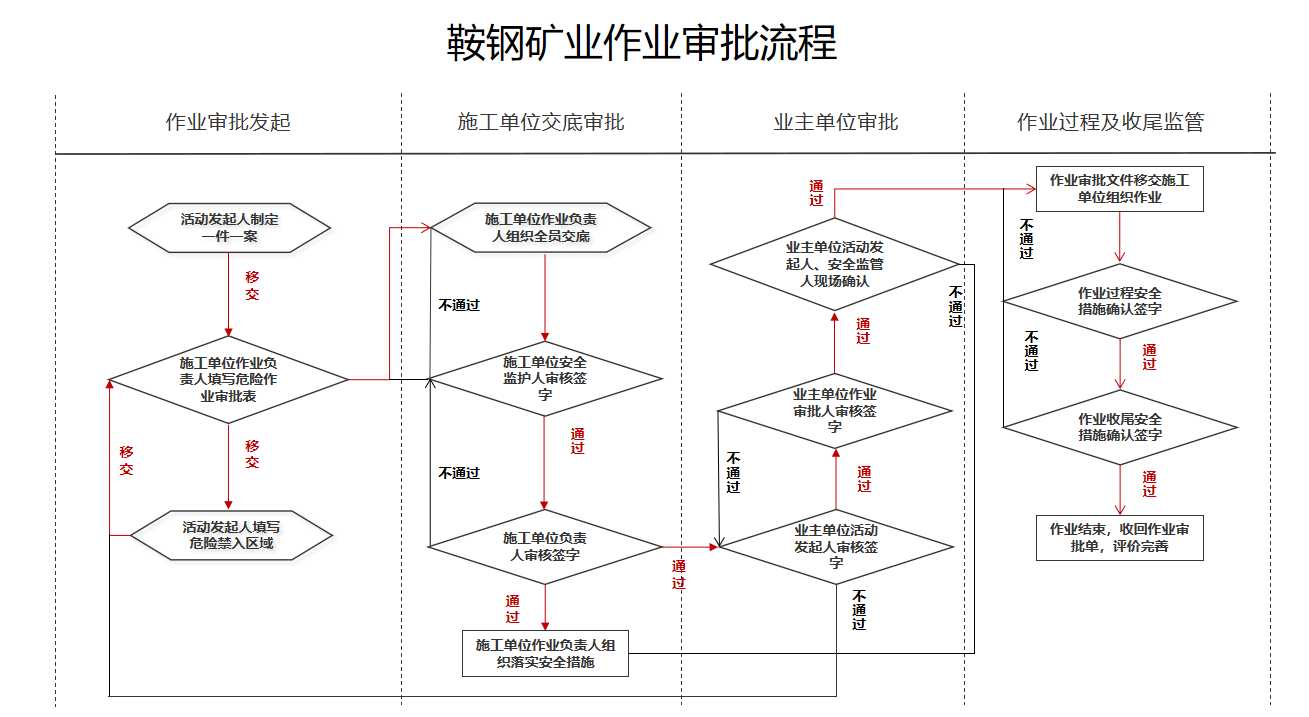 鞍钢矿业作业审批流程
作业审批发起
施工单位交底审批
业主单位审批
作业过程及收尾监管
活动发起人制定
一件一案
移
交
施工单位作业负
责人填写危险作
业审批表
移
交
移
交
活动发起人填写
危险禁入区域
施工单位作业负责
人组织全员交底
不通过
施工单位安全
监护人审核签
字
通
过
不通过
施工单位负责
人审核签字
通
过
通
过
施工单位作业负责人组
织落实安全措施
通
过
业主单位活动发
起人、安全监管
人现场确认
不
通
过
通
过
业主单位作业
审批人审核签
字
不
通
过
通
过
业主单位活动
发起人审核签
字
不
通
过
作业审批文件移交施工
单位组织作业
不
通
过
作业过程安全
措施确认签字
不
通
过
通
过
作业收尾安全
措施确认签字
通
过
作业结束，收回作业审
批单，评价完善